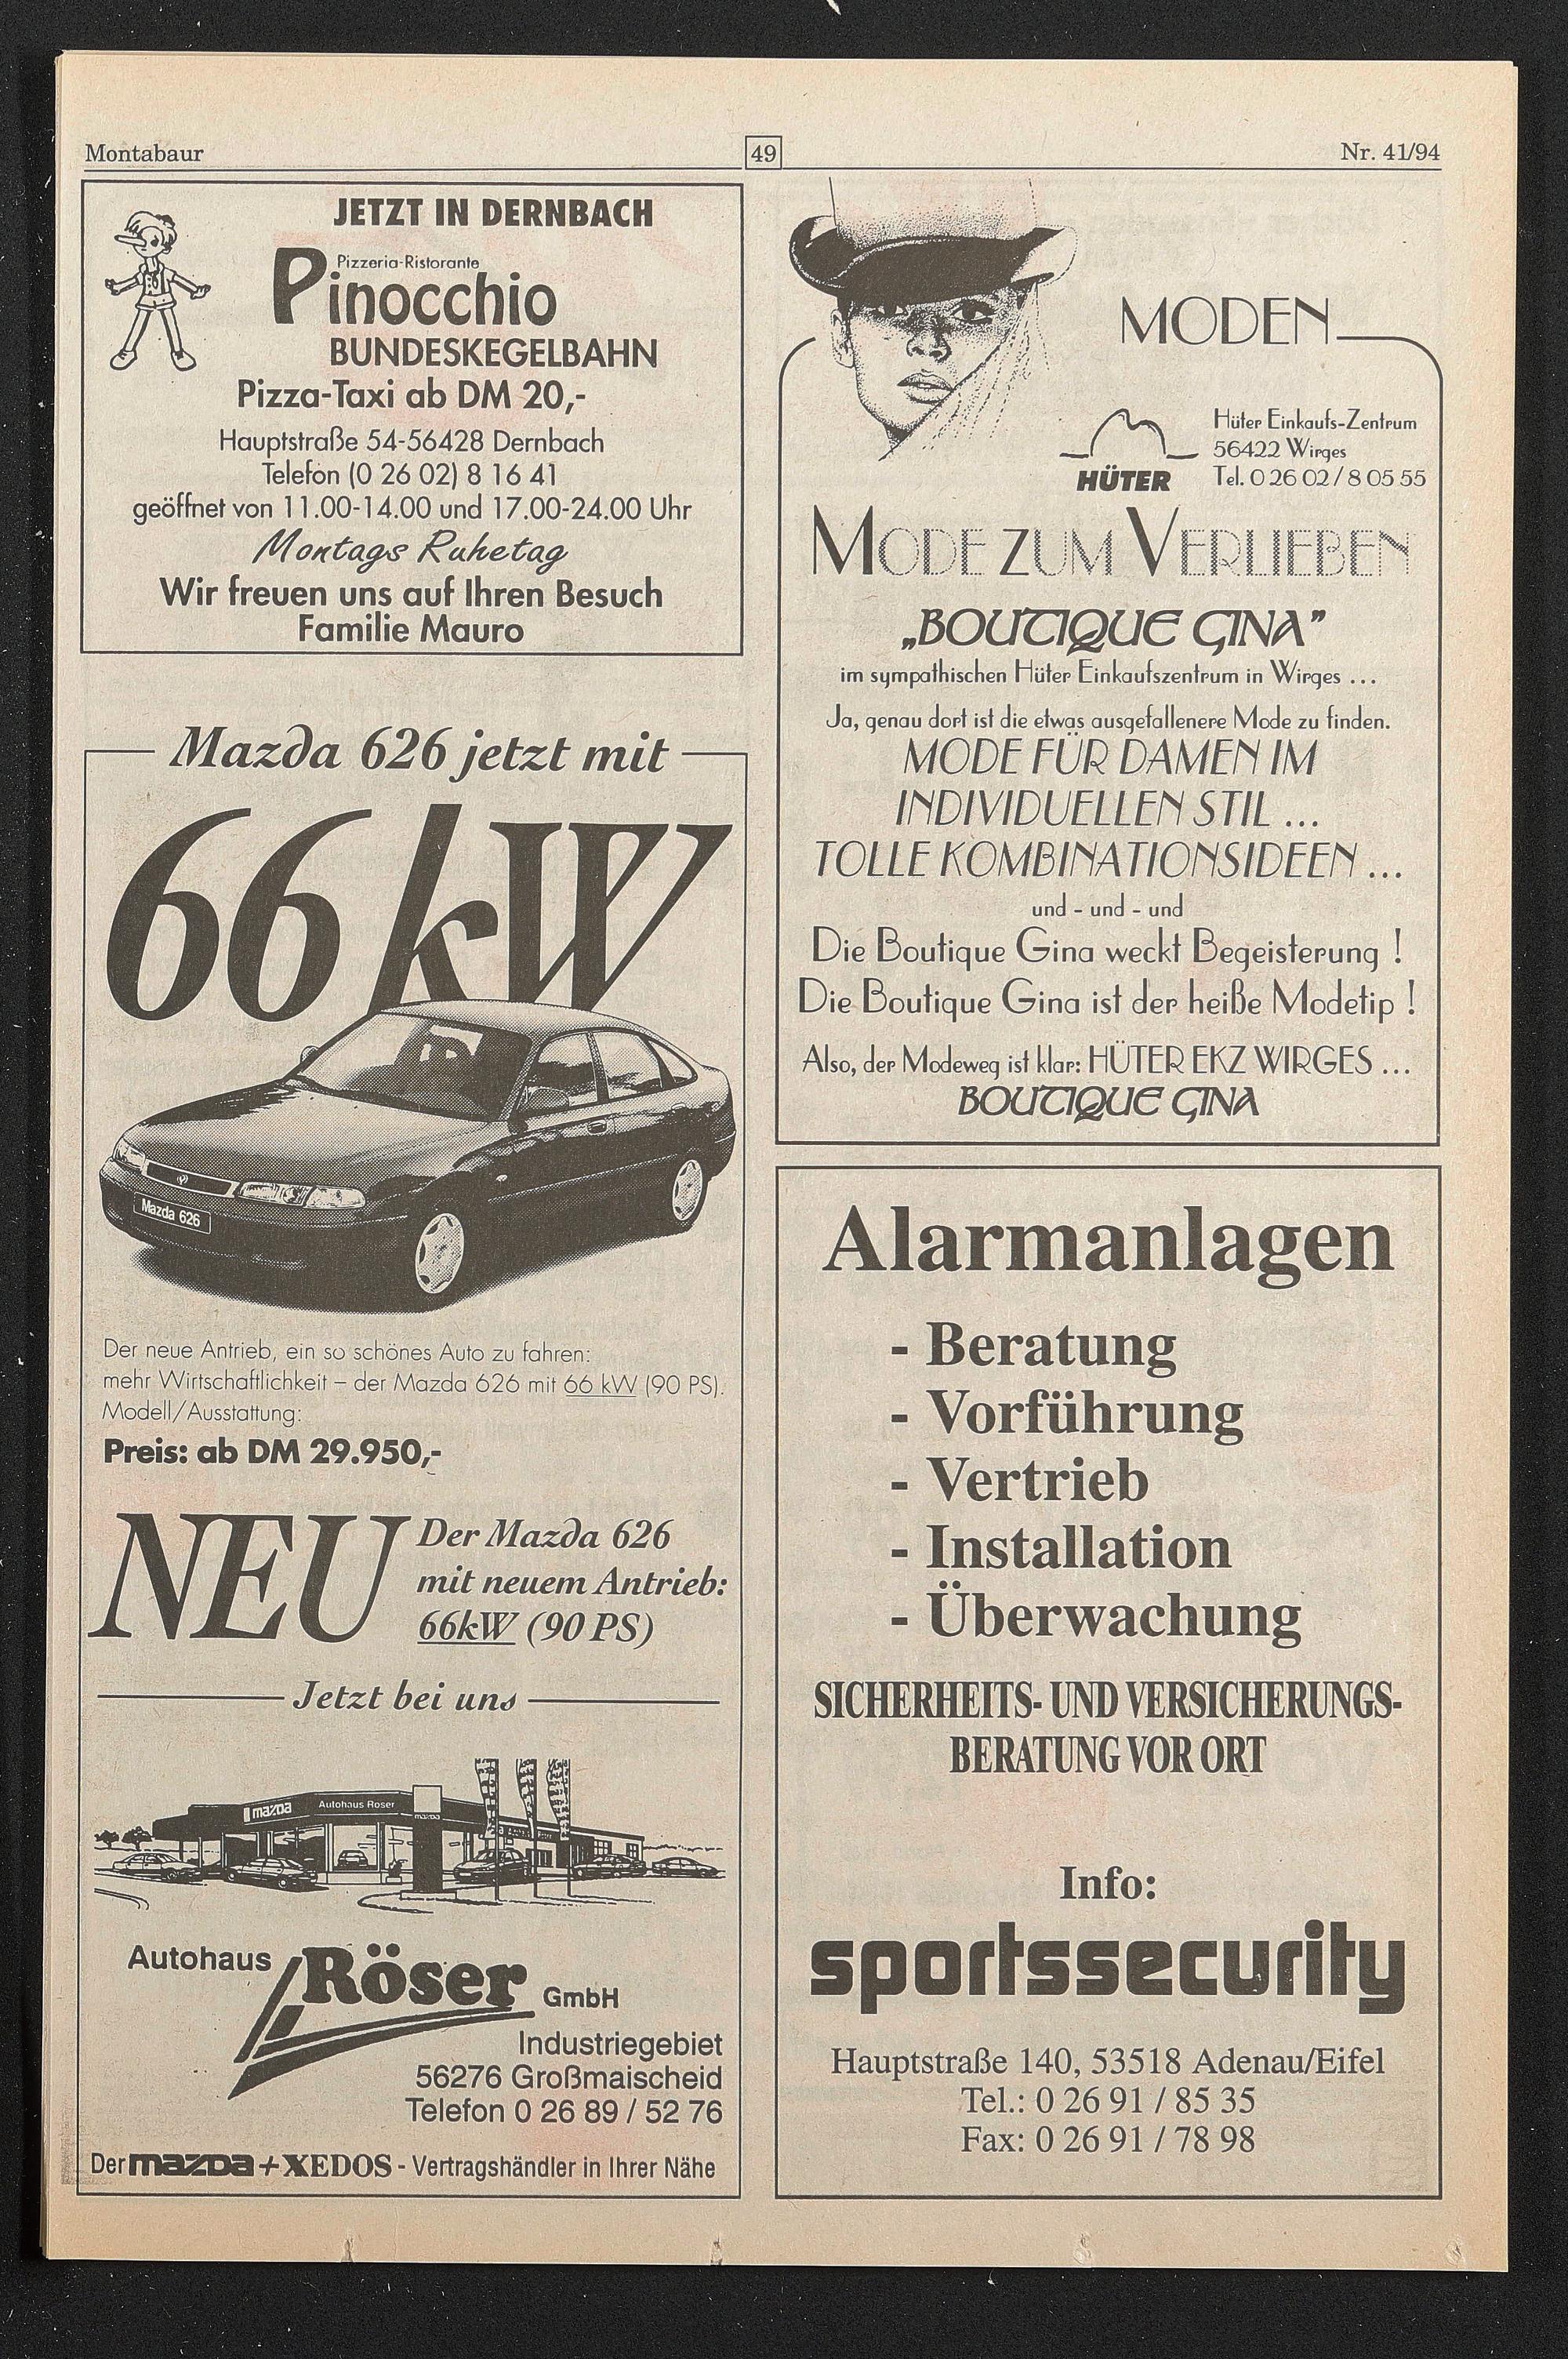 Montabaur
49
Nr. 41/94
JETZT IN DERNBACH
Pizzeria-Ristorante
Pinocchio
BUNDESKEGELBAHN
Pizza-Taxi ab DM 20,-
Hauptstraße 54-56428 Dernbach
Telefon (0 26 02) 8 16 41
geöffnet von 11.00-14.00 und 17.00-24.00 Uhr
Montags Ruhetag
Wir freuen uns auf Ihren Besuch
Familie Mauro
Mazda 626 jetzt mit
66 kW
Mazda 626
Der neue Antrieb, ein so schönes Auto zu fahren:
mehr Wirtschaftlichkeit – der Mazda 626 mit 66 kW (90 PS).
Modell/Ausstattung:
Preis: ab DM 29.950,-
NEU
Der Mazda 626
mit neuem Antrieb:
66kW (90 PS)
Jetzt bei uns
mazda Autohaus Röser
mazda
Autohaus Röser GmbH
Industriegebiet
56276 Großmaischeid
Telefon 0 26 89 / 52 76
Der mazda + XEDOS - Vertragshändler in Ihrer Nähe
MODEN
HÜTER
Hüter Einkaufs-Zentrum
56422 Wirges
Tel. 0 26 02 / 8 05 55
MODE ZUM VERLIEBEN
„BOUTIQUE GINA”
im sympathischen Hüter Einkaufszentrum in Wirges ...
Ja, genau dort ist die etwas ausgefallenere Mode zu finden.
MODE FÜR DAMEN IM
INDIVIDUELLEN STIL ...
TOLLE KOMBINATIONSIDEEN ...
und - und - und
Die Boutique Gina weckt Begeisterung !
Die Boutique Gina ist der heiße Modetip !
Also, der Modeweg ist klar: HÜTER EKZ WIRGES ...
BOUTIQUE GINA
Alarmanlagen
- Beratung
- Vorführung
- Vertrieb
- Installation
- Überwachung
SICHERHEITS- UND VERSICHERUNGS-
BERATUNG VOR ORT
Info:
sportssecurity
Hauptstraße 140, 53518 Adenau/Eifel
Tel.: 0 26 91 / 85 35
Fax: 0 26 91 / 78 98